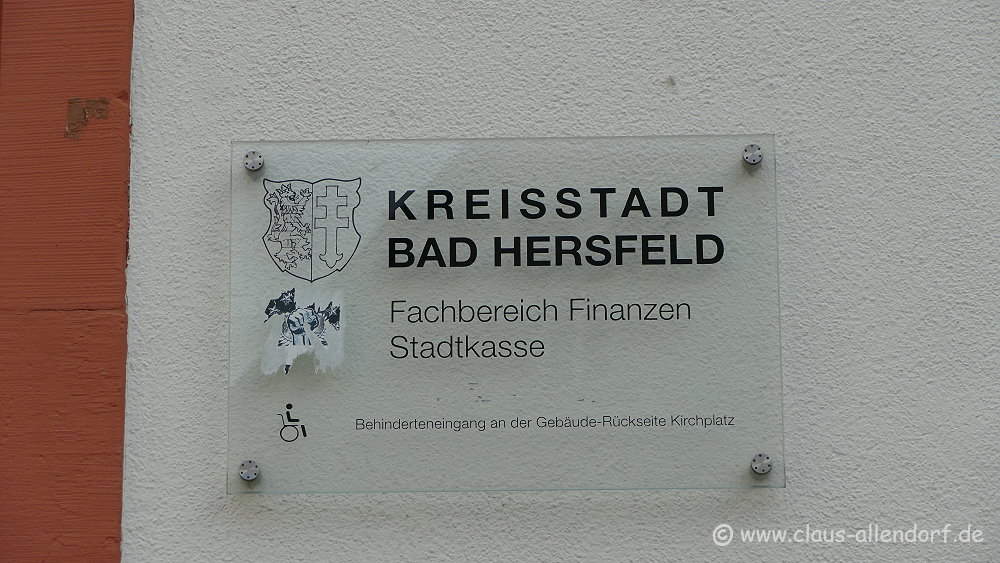 KREISSTADT
BAD HERSFELD
Fachbereich Finanzen
Stadtkasse
Behinderteneingang an der Gebäude-Rückseite Kirchplatz
© www.claus-allendorf.de